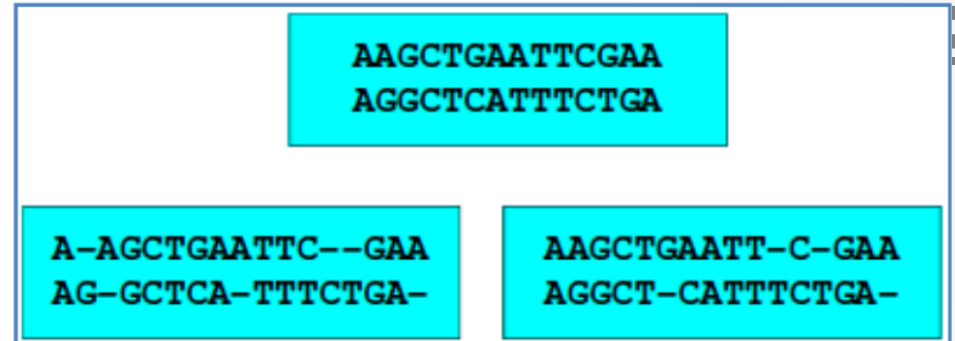 AAGCTGAATTCGAA
AGGCTCATTTCTGA
A-AGCTGAATTC--GAA
AG-GCTCA-TTTCTGA-
AAGCTGAATT-C-GAA
AGGCT-CATTTCTGA-